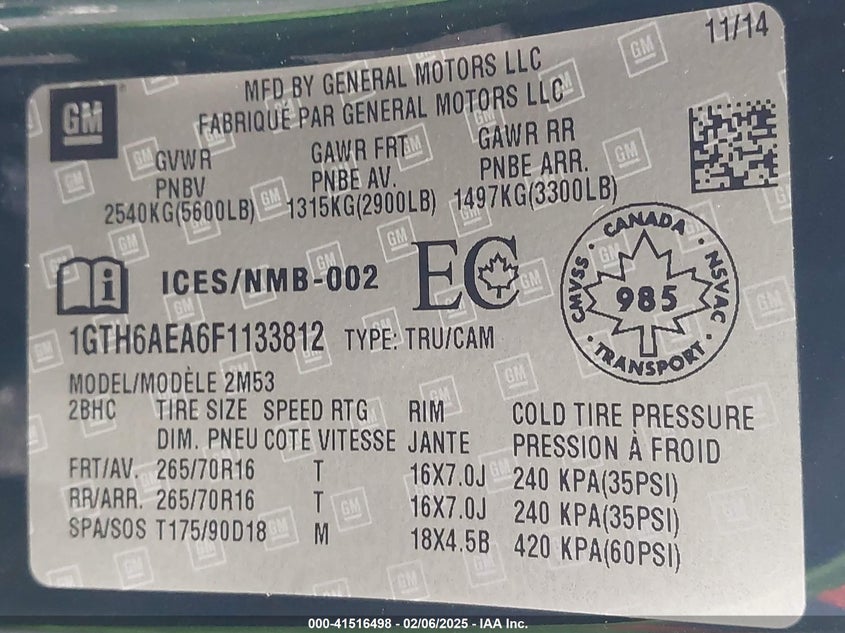 11/14
GM
MFD BY GENERAL MOTORS LLC
FABRIQUÉ PAR GENERAL MOTORS LLC
GVWR GAWR FRT GAWR RR
PNBV PNBE AV. PNBE ARR.
2540KG(5600LB) 1315KG(2900LB) 1497KG(3300LB)
i ICES/NMB-002 EC
CANADA
CMVSS 985 NSVAC
TRANSPORT
1GTH6AEA6F1133812 TYPE: TRU/CAM
MODEL/MODÈLE 2M53
2BHC TIRE SIZE SPEED RTG RIM COLD TIRE PRESSURE
DIM. PNEU COTE VITESSE JANTE PRESSION À FROID
FRT/AV. 265/70R16 T 16X7.0J 240 KPA(35PSI)
RR/ARR. 265/70R16 T 16X7.0J 240 KPA(35PSI)
SPA/SOS T175/90D18 M 18X4.5B 420 KPA(60PSI)
000-41516498 - 02/06/2025 - IAA Inc.